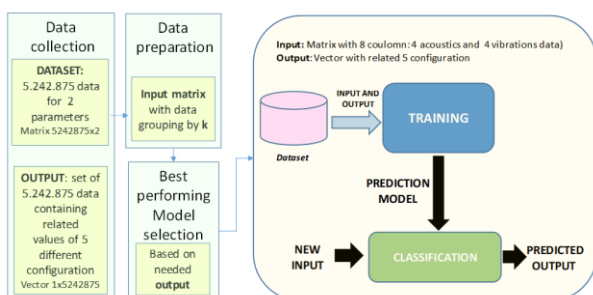 Data
collection
DATASET:
5.242.875 data
for 2
parameters
Matrix 5242875x2
OUTPUT: set of
5.242.875 data
containing
related
values of 5
different
configuration
Vector 1x5242875
Data
preparation
Input matrix
with data
grouping by k
Best
performing
Model
selection
Based on
needed
output
Input: Matrix with 8 coulomn: 4 acoustics and 4 vibrations data)
Output: Vector with related 5 configuration
INPUT AND
OUTPUT
Dataset
TRAINING
PREDICTION
MODEL
NEW
INPUT
CLASSIFICATION
PREDICTED
OUTPUT